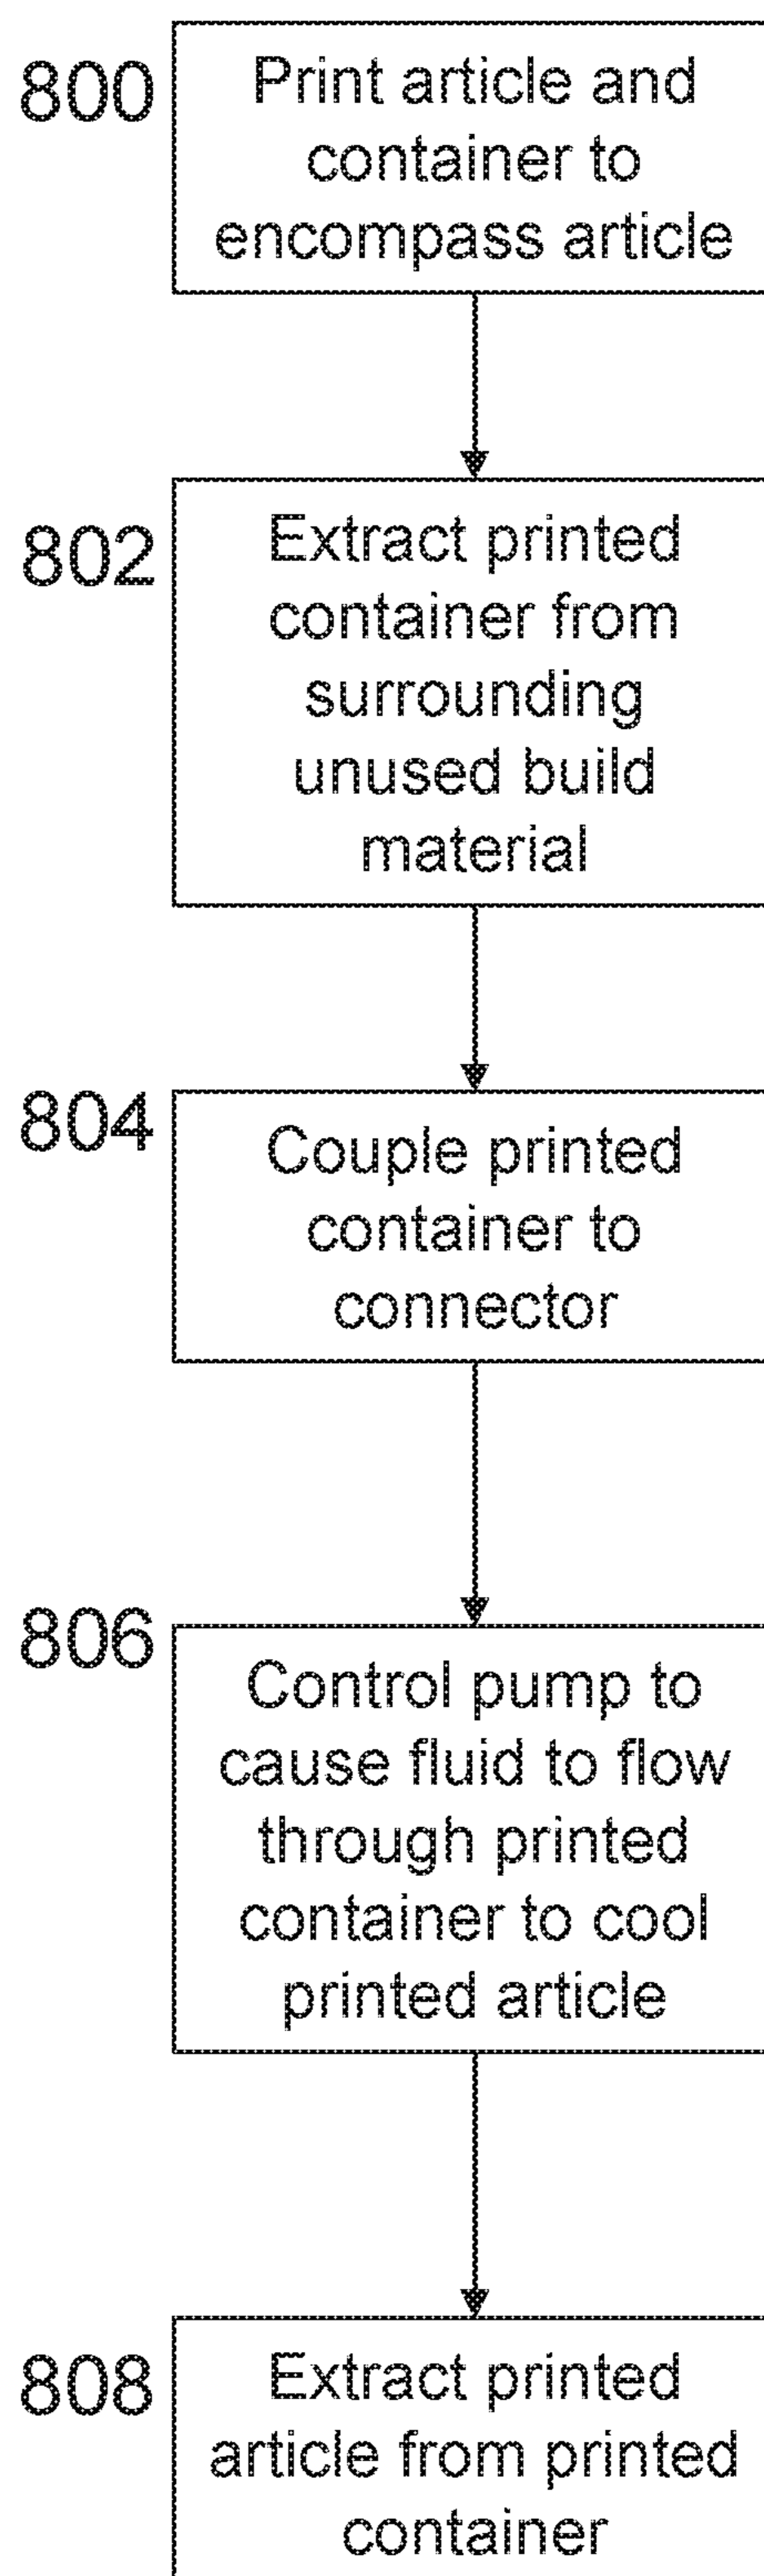 800
Print article and
container to
encompass article
802
Extract printed
container from
surrounding
unused build
material
804
Couple printed
container to
connector
806
Control pump to
cause fluid to flow
through printed
container to cool
printed article
808
Extract printed
article from printed
container